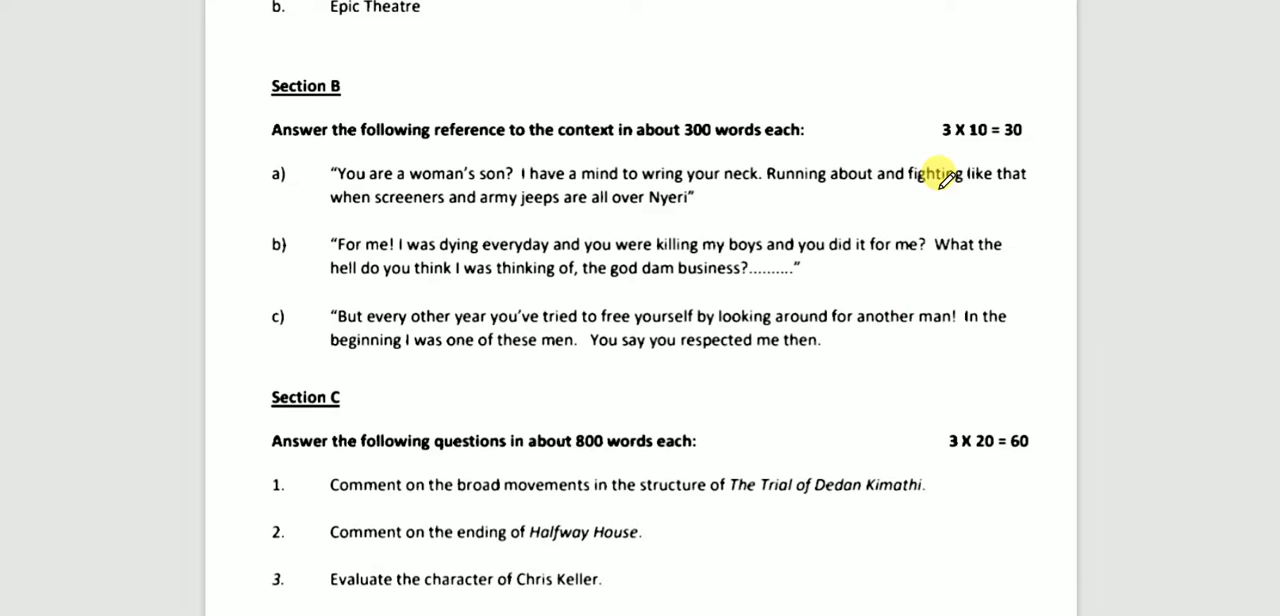 b. Epic Theatre
Section B
Answer the following reference to the context in about 300 words each: 3 X 10 = 30
a) “You are a woman’s son? I have a mind to wring your neck. Running about and fighting like that
when screeners and army jeeps are all over Nyeri”
b) “For me! I was dying everyday and you were killing my boys and you did it for me? What the
hell do you think I was thinking of, the god dam business?..........”
c) “But every other year you’ve tried to free yourself by looking around for another man! In the
beginning I was one of these men. You say you respected me then.
Section C
Answer the following questions in about 800 words each: 3 X 20 = 60
1. Comment on the broad movements in the structure of The Trial of Dedan Kimathi.
2. Comment on the ending of Halfway House.
3. Evaluate the character of Chris Keller.